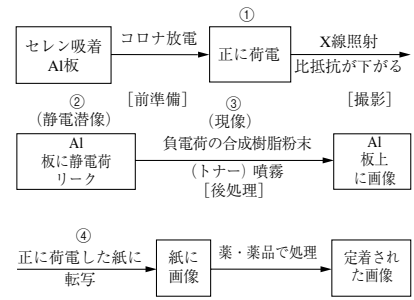 ①
セレン吸着
Al板
コロナ放電
正に荷電
X線照射
比抵抗が下がる
[前準備]
[撮影]
②
(静電潜像)
③
(現像)
Al
板に静電荷
リーク
負電荷の合成樹脂粉末
(トナー) 噴霧
[後処理]
Al
板上
に画像
④
正に荷電した紙に
転写
紙に
画像
薬・薬品で処理
定着され
た画像